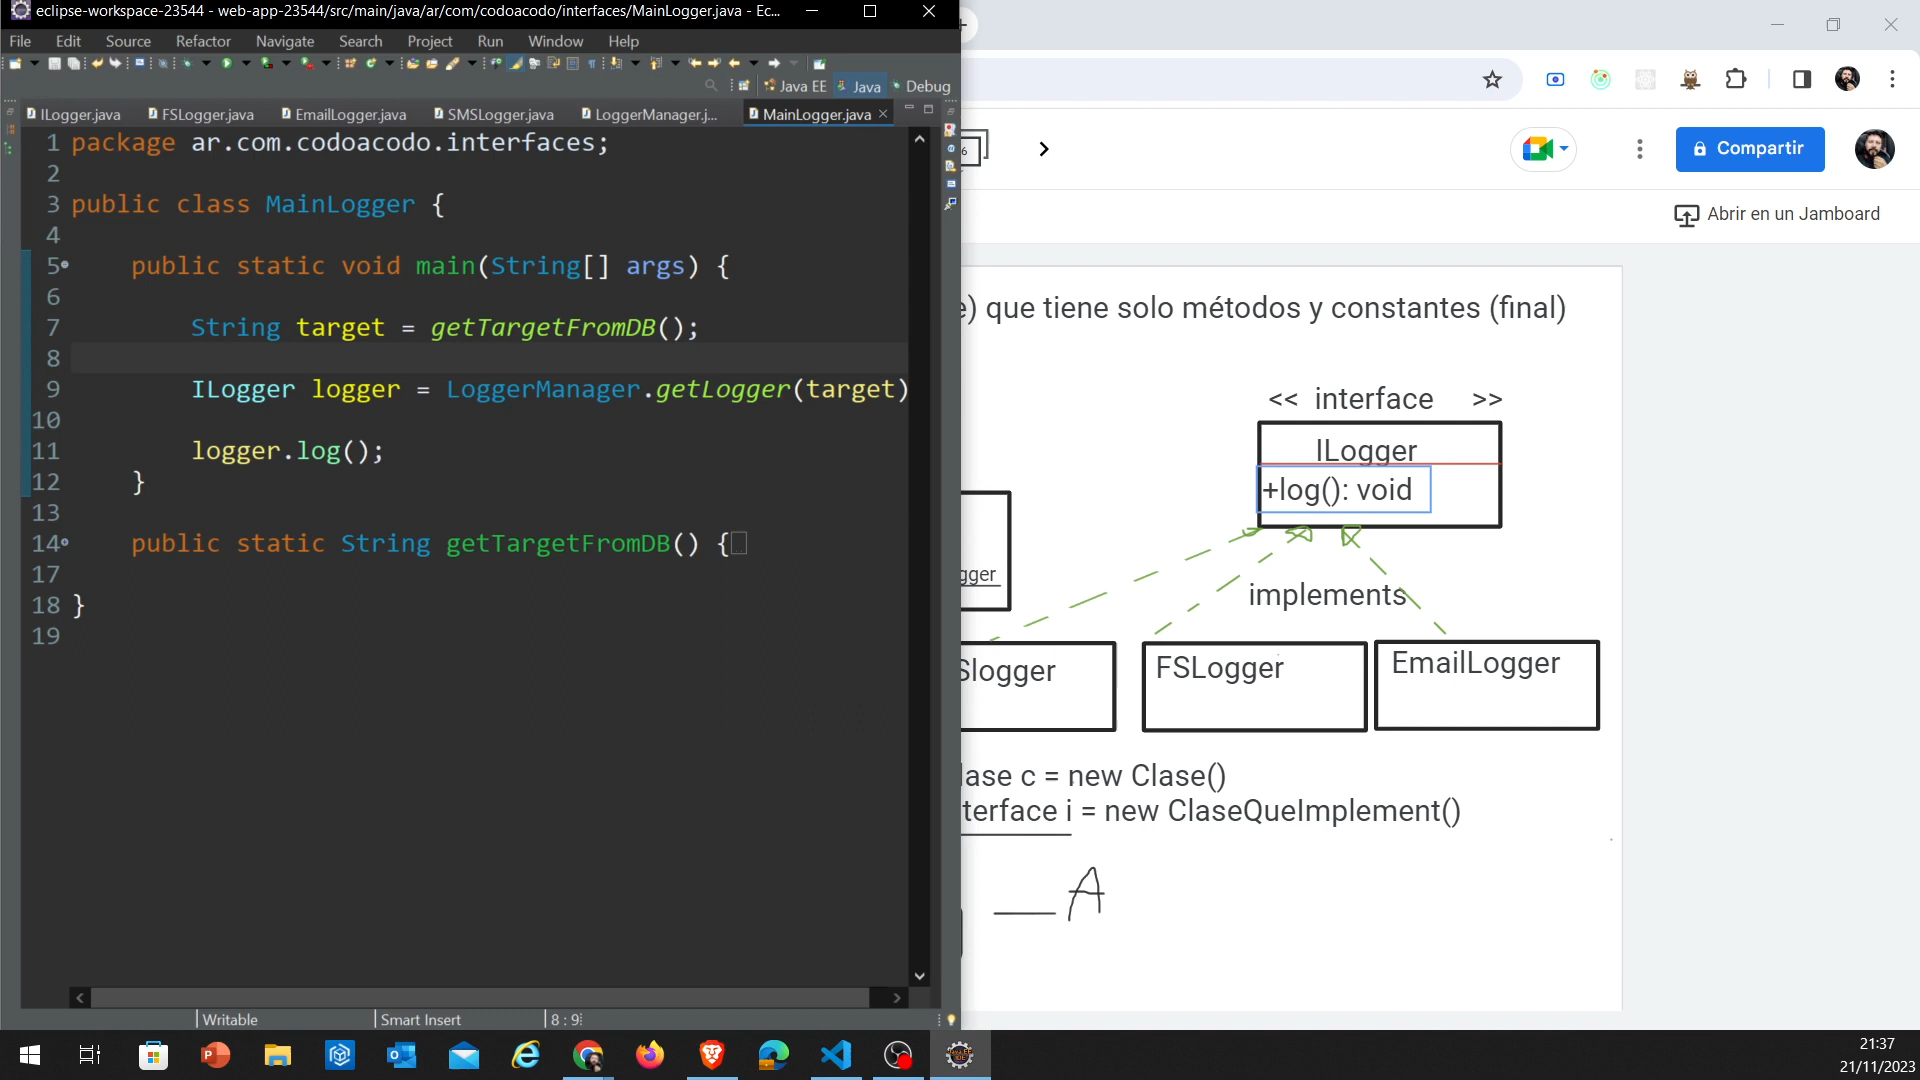 eclipse-workspace-23544 - web-app-23544/src/main/java/ar/com/codoacodo/interfaces/MainLogger.java - Ec...
File Edit Source Refactor Navigate Search Project Run Window Help
Java EE Java Debug
ILogger.java FSLogger.java EmailLogger.java SMSLogger.java LoggerManager.j... MainLogger.java
1 package ar.com.codoacodo.interfaces;
2
3 public class MainLogger {
4
5 public static void main(String[] args) {
6
7 String target = getTargetFromDB();
8
9 ILogger logger = LoggerManager.getLogger(target)
10
11 logger.log();
12 }
13
14 public static String getTargetFromDB() {
17
18 }
19
Writable Smart Insert 8 : 9
6
Compartir
Abrir en un Jamboard
e) que tiene solo métodos y constantes (final)
<< interface >>
ILogger
+log(): void
gger
implements
Slogger FSLogger EmailLogger
lase c = new Clase()
terface i = new ClaseQueImplement()
A
21:37
21/11/2023